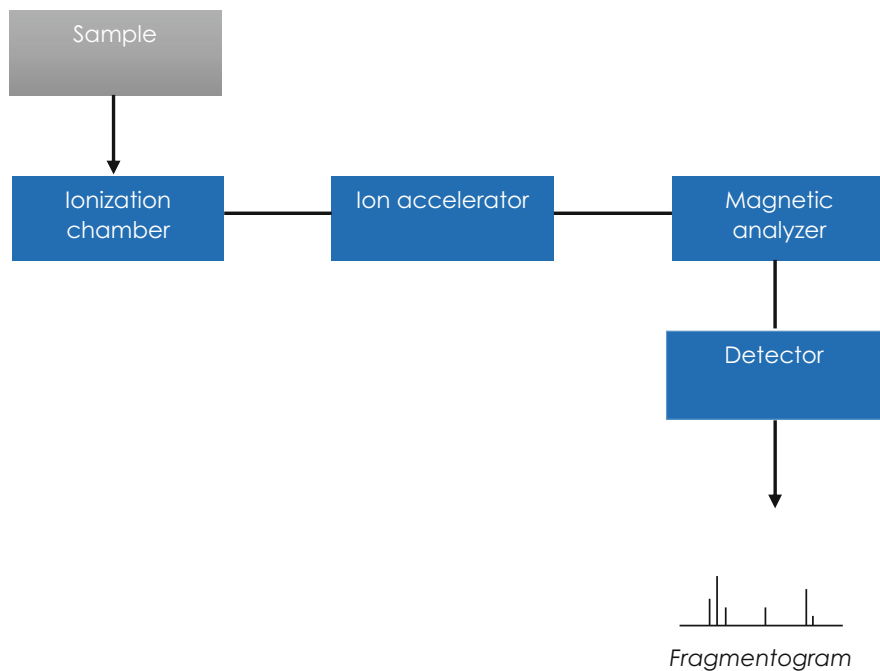 Sample
Ionization
chamber
Ion accelerator
Magnetic
analyzer
Detector
Fragmentogram